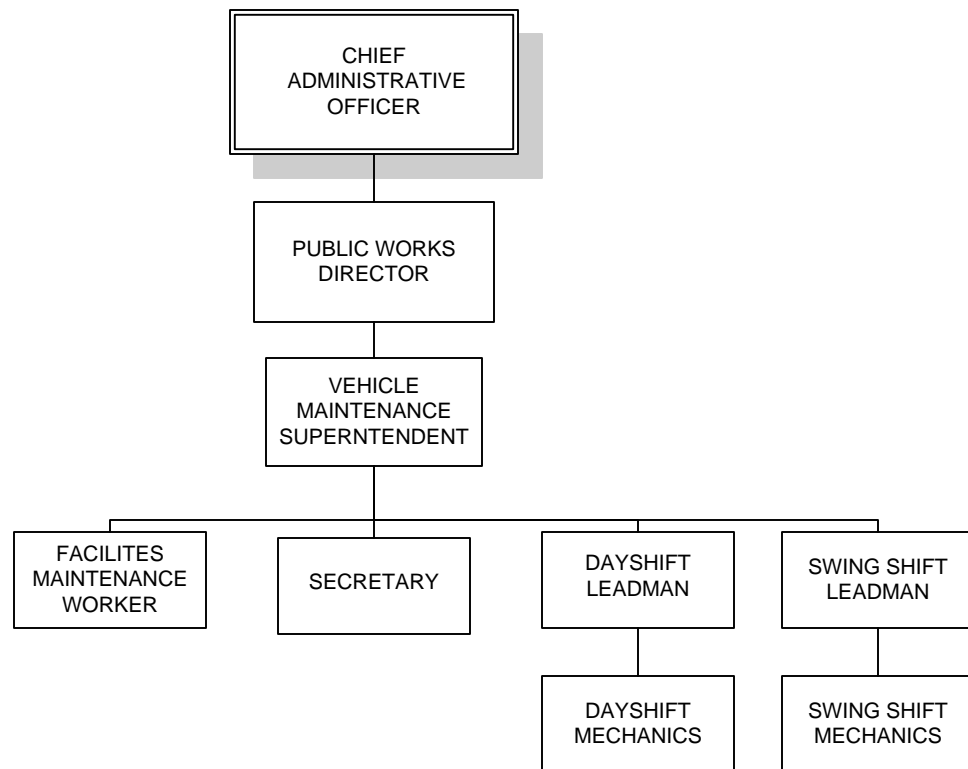 CHIEF
ADMINISTRATIVE
OFFICER
PUBLIC WORKS
DIRECTOR
VEHICLE
MAINTENANCE
SUPERNTENDENT
FACILITES
MAINTENANCE
WORKER
SECRETARY
DAYSHIFT
LEADMAN
SWING SHIFT
LEADMAN
DAYSHIFT
MECHANICS
SWING SHIFT
MECHANICS